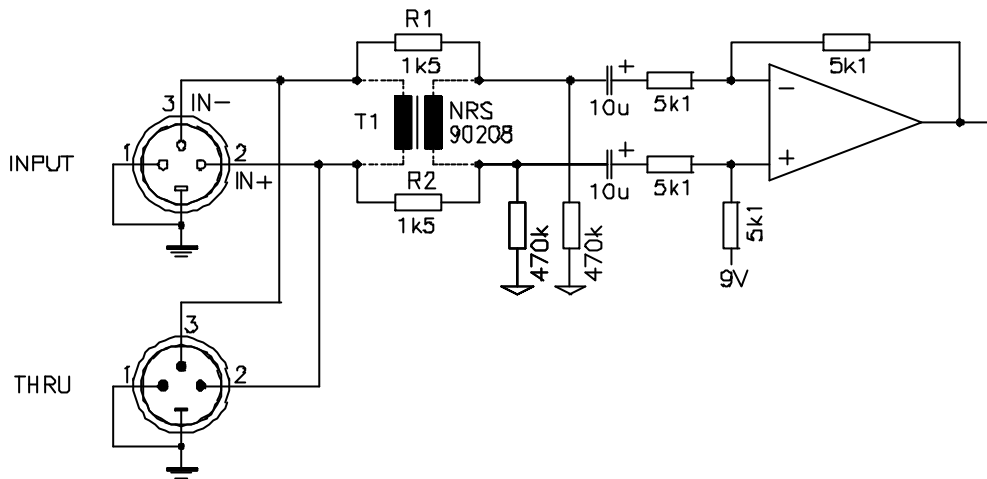 R1
1k5
3 IN-
1
2
IN+
INPUT
T1
NRS
90208
R2
1k5
+
10u
5k1
5k1
-
+
10u
5k1
+
5k1
9V
470k
470k
3
1
2
THRU